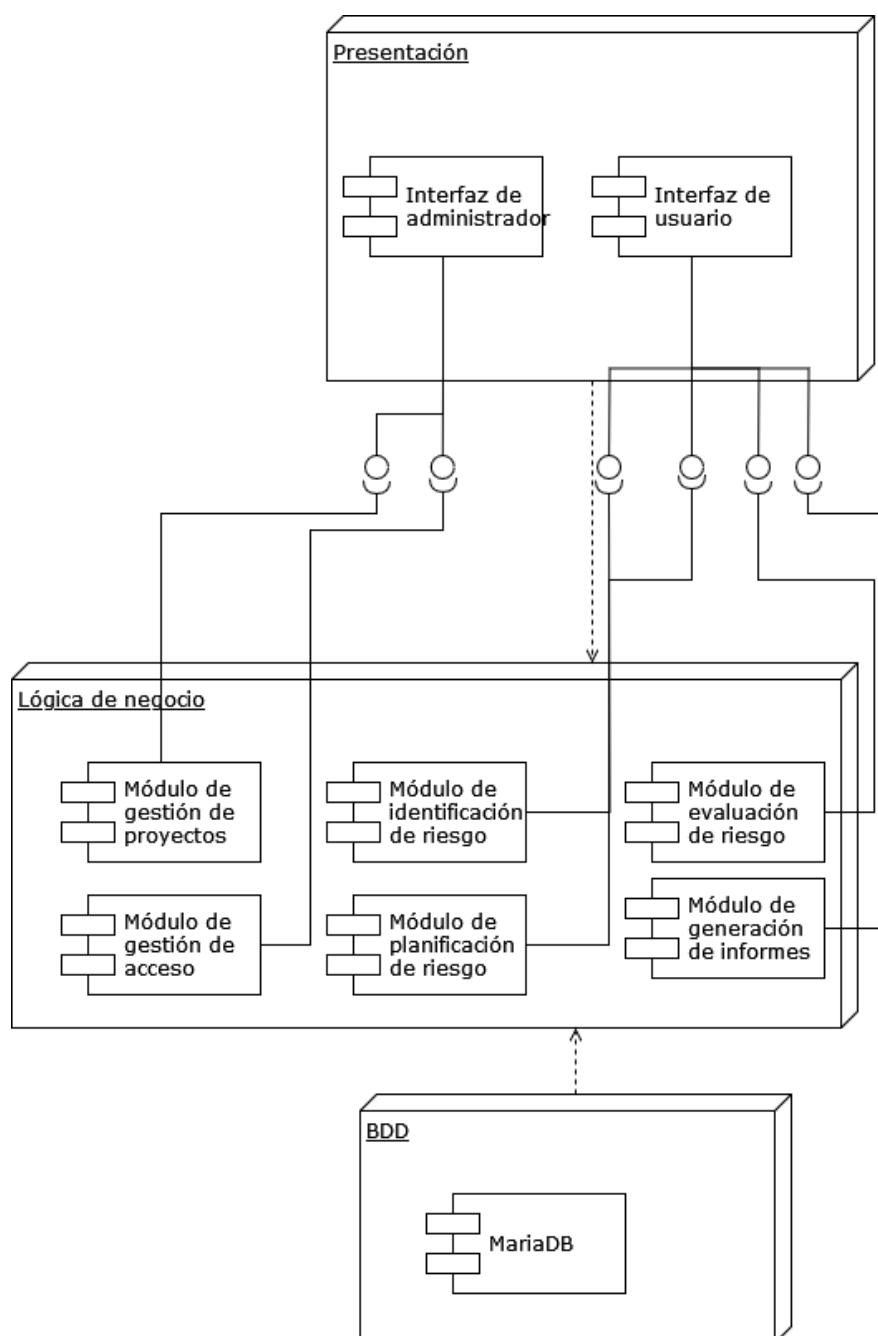 Presentación
Interfaz de
administrador
Interfaz de
usuario
Lógica de negocio
Módulo de
gestión de
proyectos
Módulo de
identificación
de riesgo
Módulo de
evaluación
de riesgo
Módulo de
gestión de
acceso
Módulo de
planificación
de riesgo
Módulo de
generación
de informes
BDD
MariaDB